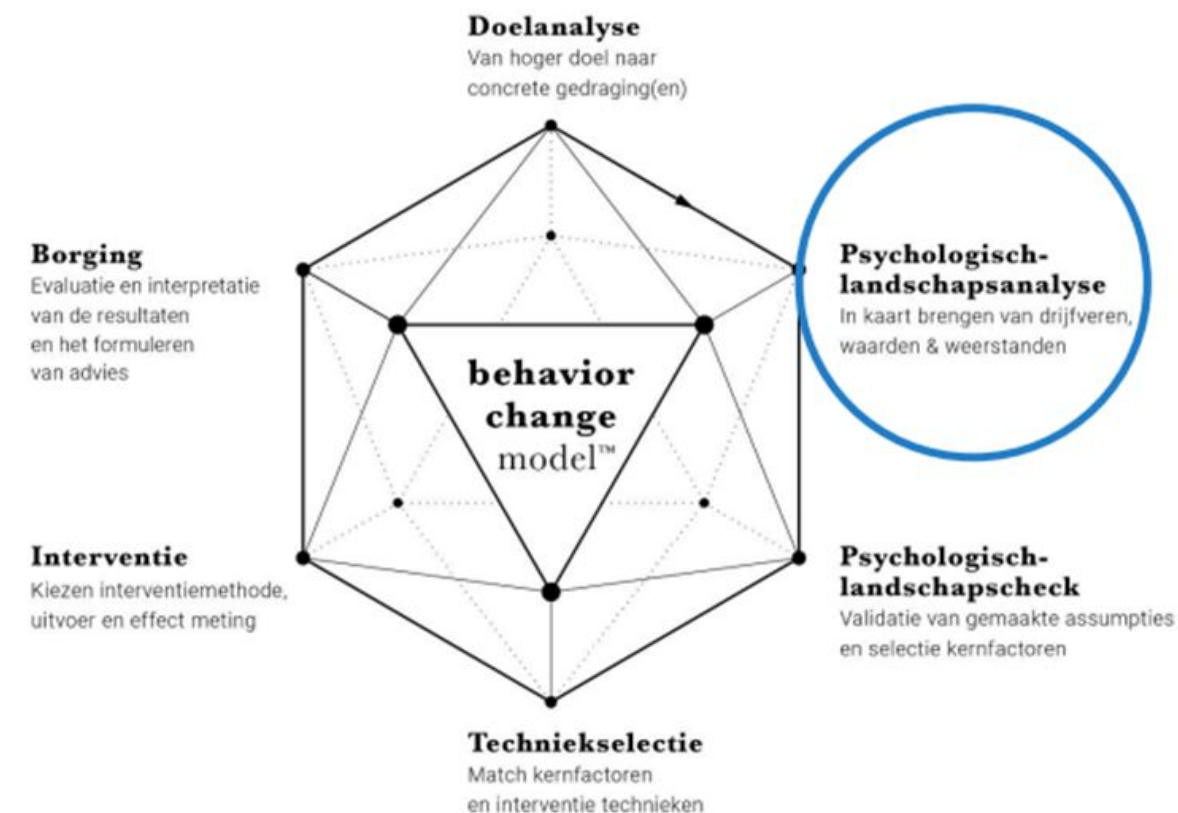 Doelanalyse
Van hoger doel naar
concrete gedraging(en)
Psychologisch-
landschapsanalyse
In kaart brengen van drijfveren,
waarden & weerstanden
Psychologisch-
landschapscheck
Validatie van gemaakte assumpties
en selectie kernfactoren
Techniekselectie
Match kernfactoren
en interventie technieken
Interventie
Kiezen interventiemethode,
uitvoer en effect meting
Borging
Evaluatie en interpretatie
van de resultaten
en het formuleren
van advies
behavior
change
model™